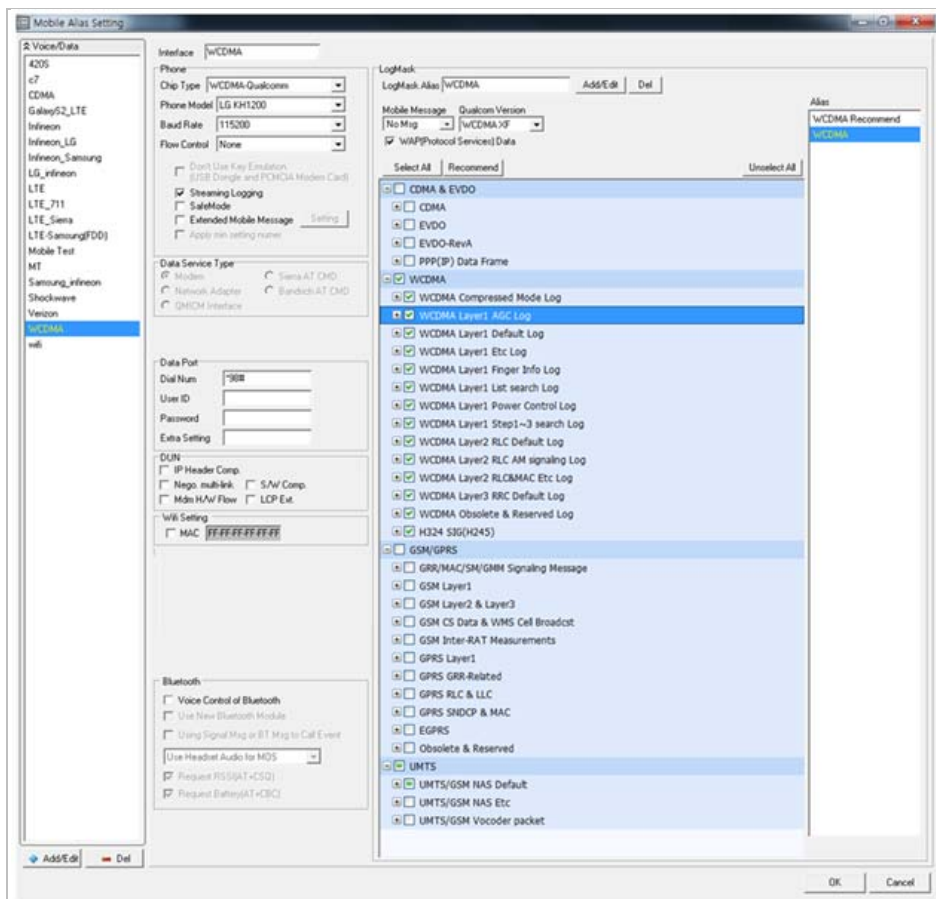 Mobile Alias Setting
Voice/Data
420S
c7
CDMA
GalaxyS2_LTE
Infineon
Infineon_LG
Infineon_Samsung
LG_infineon
LTE
LTE_711
LTE_Sierra
LTE-Samsung(FDD)
Mobile Test
MT
Samsung_infineon
Shockwave
Verizon
WCDMA
wifi
Add/Edit
Del
Interface WCDMA
Phone
Chip Type WCDMA-Qualcomm
Phone Model LG KH1200
Baud Rate 115200
Flow Control None
Don't Use Key Emulation
(USB Dongle and PCMCIA Modem Card)
Streaming Logging
SafeMode
Extended Mobile Message Setting
Apply min setting numer
Data Service Type
Modem Sierra AT CMD
Network Adapter Bandrich AT CMD
QMICM Interface
Data Port
Dial Num *98#
User ID
Password
Extra Setting
DUN
IP Header Comp.
Nego. multi-link S/W Comp.
Mdm H/W Flow LCP Ext.
Wifi Setting
MAC FF-FF-FF-FF-FF-FF
Bluetooth
Voice Control of Bluetooth
Use New Bluetooth Module
Using Signal Msg or BT Msg to Call Event
Use Headset Audio for MOS
Request RSSI(AT+CSQ)
Request Battery(AT+CBC)
LogMask
LogMask Alias WCDMA Add/Edit Del
Mobile Message Qualcom Version
No Msg WCDMA XF
WAP(Protocol Services) Data
Select All Recommend Unselect All
CDMA & EVDO
CDMA
EVDO
EVDO-RevA
PPP(IP) Data Frame
WCDMA
WCDMA Compressed Mode Log
WCDMA Layer1 AGC Log
WCDMA Layer1 Default Log
WCDMA Layer1 Etc Log
WCDMA Layer1 Finger Info Log
WCDMA Layer1 List search Log
WCDMA Layer1 Power Control Log
WCDMA Layer1 Step1~3 search Log
WCDMA Layer2 RLC Default Log
WCDMA Layer2 RLC AM signaling Log
WCDMA Layer2 RLC&MAC Etc Log
WCDMA Layer3 RRC Default Log
WCDMA Obsolete & Reserved Log
H324 SIG(H245)
GSM/GPRS
GRR/MAC/SM/GMM Signaling Message
GSM Layer1
GSM Layer2 & Layer3
GSM CS Data & WMS Cell Broadcst
GSM Inter-RAT Measurements
GPRS Layer1
GPRS GRR-Related
GPRS RLC & LLC
GPRS SNDCP & MAC
EGPRS
Obsolete & Reserved
UMTS
UMTS/GSM NAS Default
UMTS/GSM NAS Etc
UMTS/GSM Vocoder packet
Alias
WCDMA Recommend
WCDMA
OK Cancel